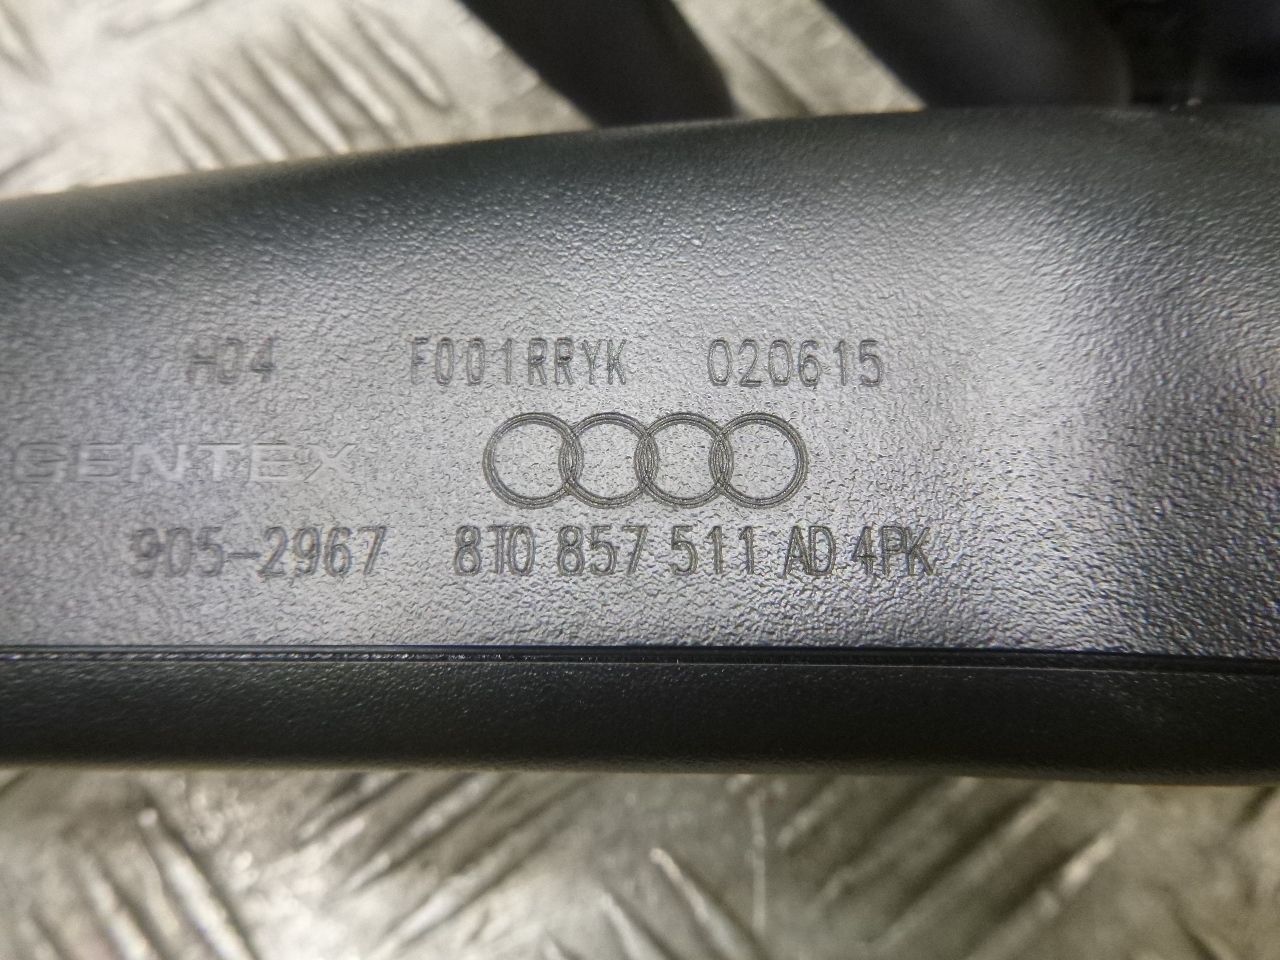 H04 F001RRYK 020615
GENTEX
905-2967 8T0 857 511 AD 4PK